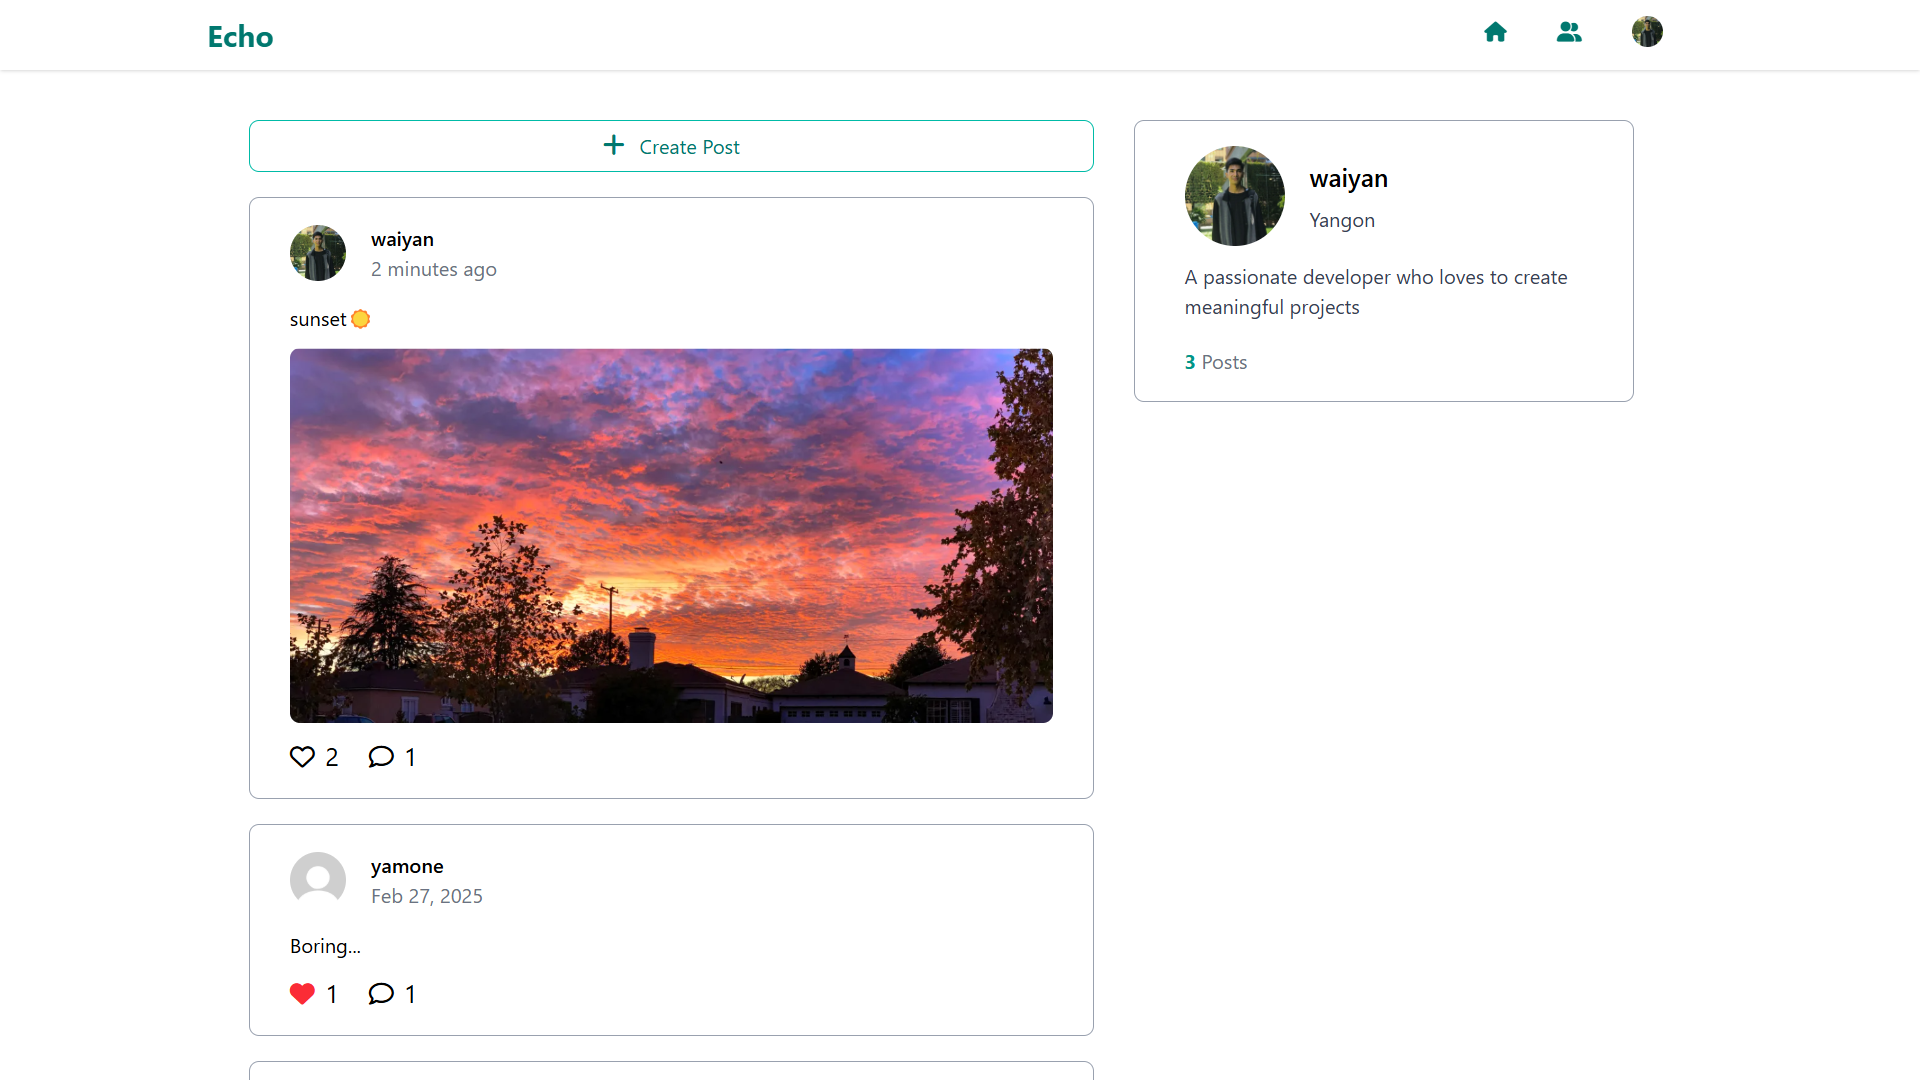 Echo
Create Post
waiyan
2 minutes ago
sunset🌞
2 1
yamone
Feb 27, 2025
Boring...
1 1
waiyan
Yangon
A passionate developer who loves to create
meaningful projects
3 Posts